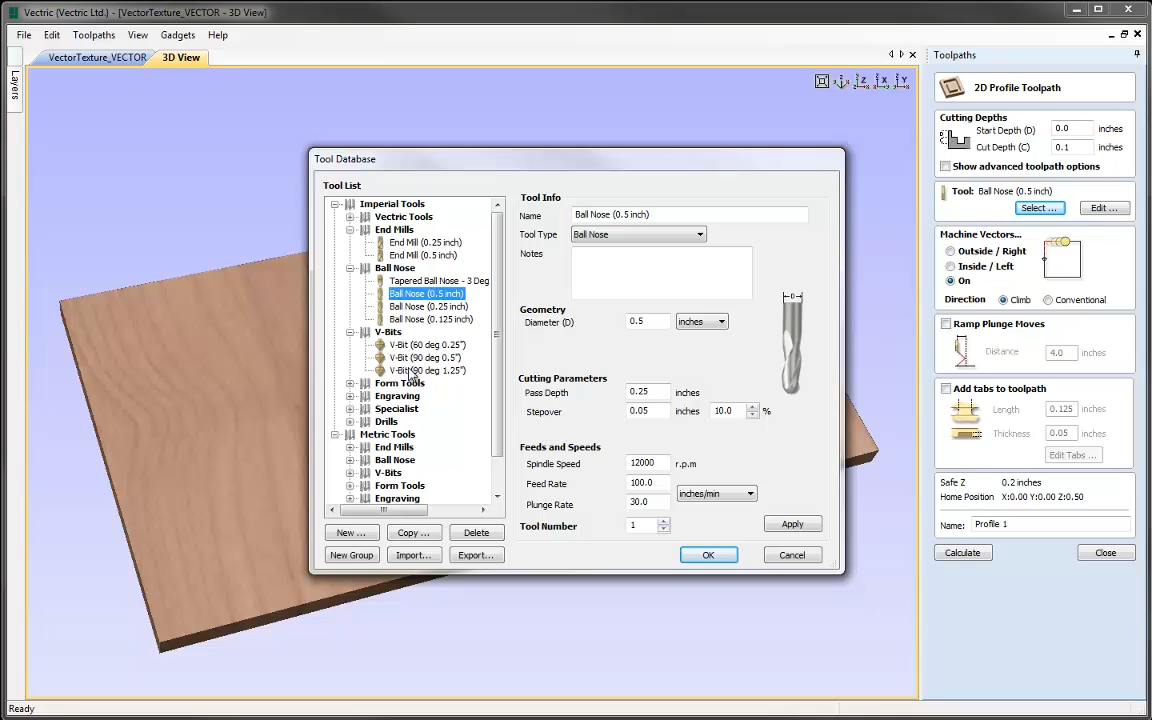 Vectric {Vectric Ltd.} - [VectorTexture_VECTOR - 3D View]
File Edit Toolpaths View Gadgets Help
VectorTexture_VECTOR 3D View
Layers
Z X Y
Tool Database
Tool List
Imperial Tools
Vectric Tools
End Mills
End Mill (0.25 inch)
End Mill (0.5 inch)
Ball Nose
Tapered Ball Nose - 3 Deg
Ball Nose (0.5 inch)
Ball Nose (0.25 inch)
Ball Nose (0.125 inch)
V-Bits
V-Bit (60 deg 0.25")
V-Bit (90 deg 0.5")
V-Bit (90 deg 1.25")
Form Tools
Engraving
Specialist
Drills
Metric Tools
End Mills
Ball Nose
V-Bits
Form Tools
Engraving
New ... Copy ... Delete
New Group Import... Export...
Tool Info
Name Ball Nose (0.5 inch)
Tool Type Ball Nose
Notes
Geometry
Diameter (D) 0.5 inches
D
Cutting Parameters
Pass Depth 0.25 inches
Stepover 0.05 inches 10.0 %
Feeds and Speeds
Spindle Speed 12000 r.p.m
Feed Rate 100.0
inches/min
Plunge Rate 30.0
Tool Number 1 Apply
OK Cancel
Toolpaths
2D Profile Toolpath
Cutting Depths
Start Depth (D) 0.0 inches
Cut Depth (C) 0.1 inches
Show advanced toolpath options
Tool: Ball Nose (0.5 inch)
Select ... Edit ...
Machine Vectors...
Outside / Right
Inside / Left
On
Direction Climb Conventional
Ramp Plunge Moves
Distance 4.0 inches
Add tabs to toolpath
Length 0.125 inches
Thickness 0.05 inches
Edit Tabs ...
Safe Z 0.2 inches
Home Position X:0.00 Y:0.00 Z:0.50
Name: Profile 1
Calculate Close
Ready